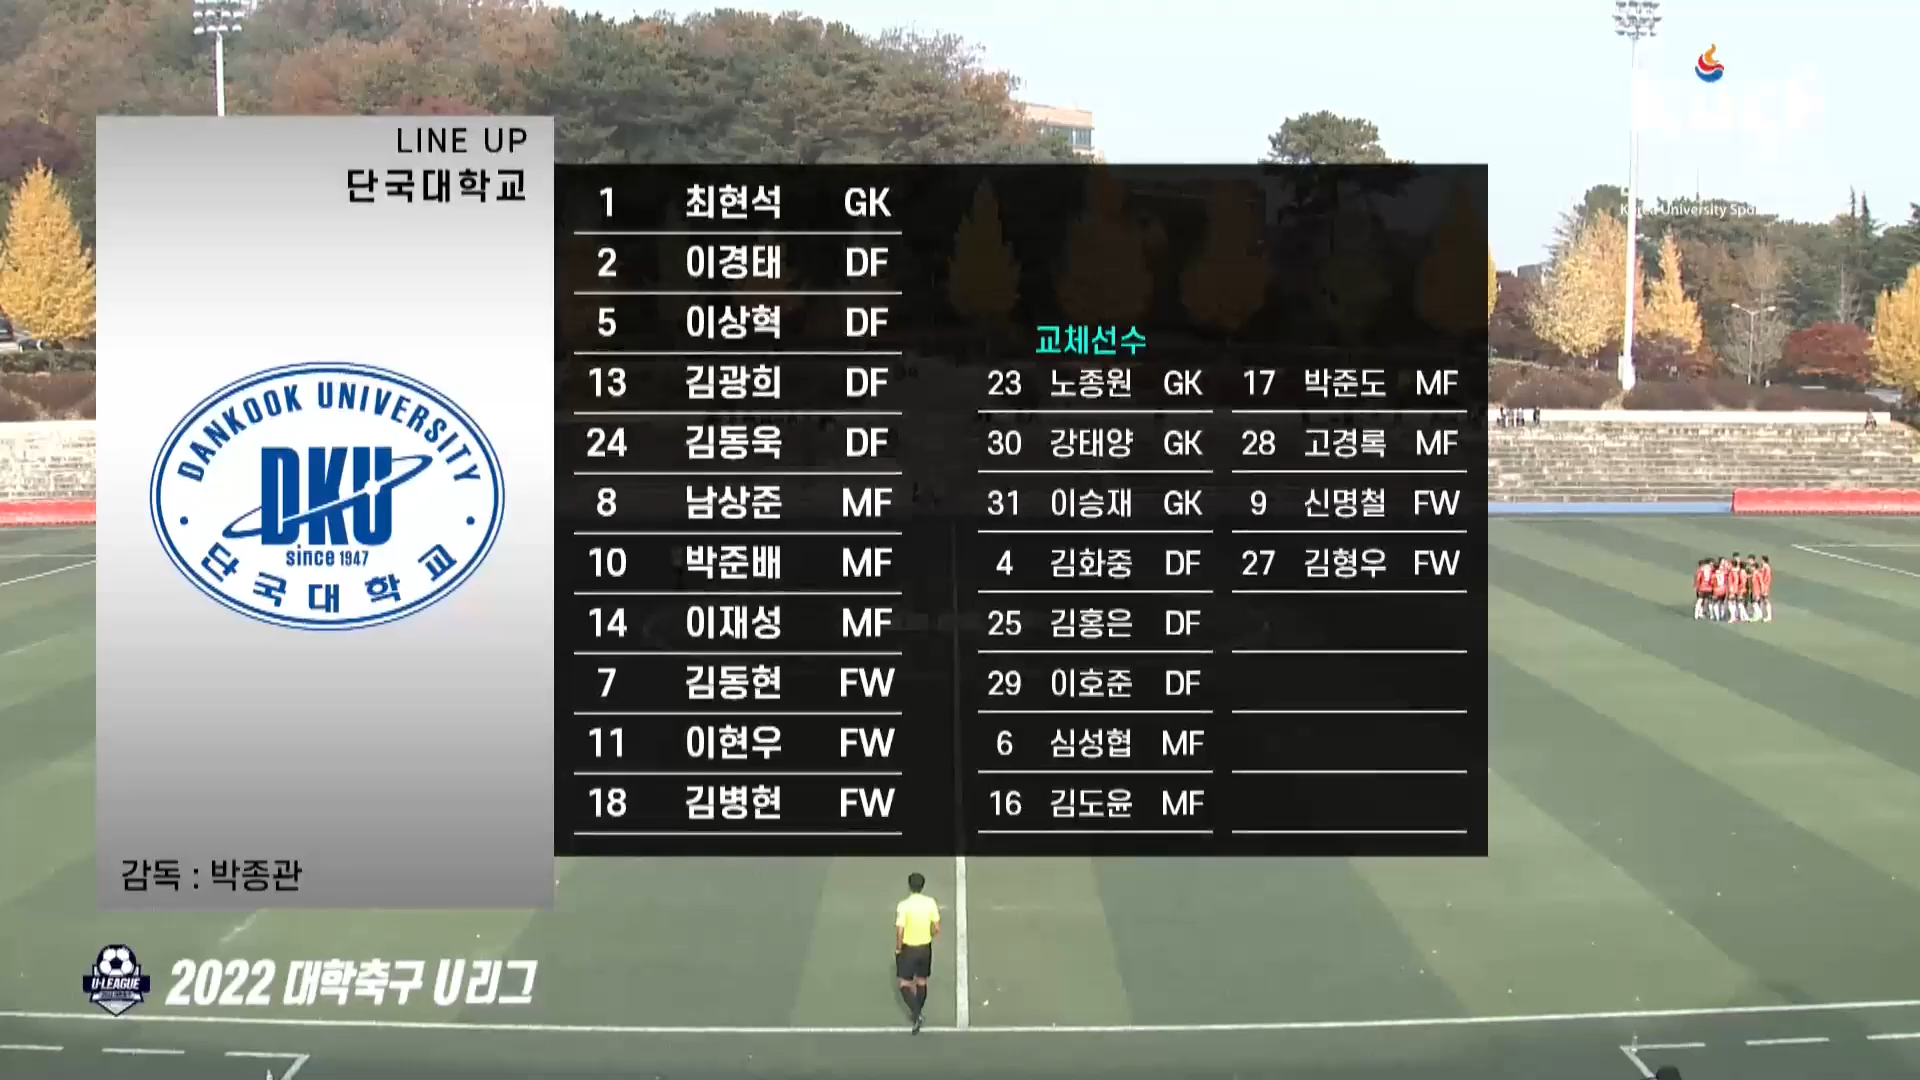 LINE UP
단국대학교
DANKOOK UNIVERSITY
DKU
since 1947
단국대학교
감독 : 박종관
1 최현석 GK
2 이경태 DF
5 이상혁 DF
13 김광희 DF
24 김동욱 DF
8 남상준 MF
10 박준배 MF
14 이재성 MF
7 김동현 FW
11 이현우 FW
18 김병현 FW
교체선수
23 노종원 GK
30 강태양 GK
31 이승재 GK
4 김화중 DF
25 김홍은 DF
29 이호준 DF
6 심성협 MF
16 김도윤 MF
17 박준도 MF
28 고경록 MF
9 신명철 FW
27 김형우 FW
kusf
Korea University Spo
U-LEAGUE
2022 대학축구 U리그